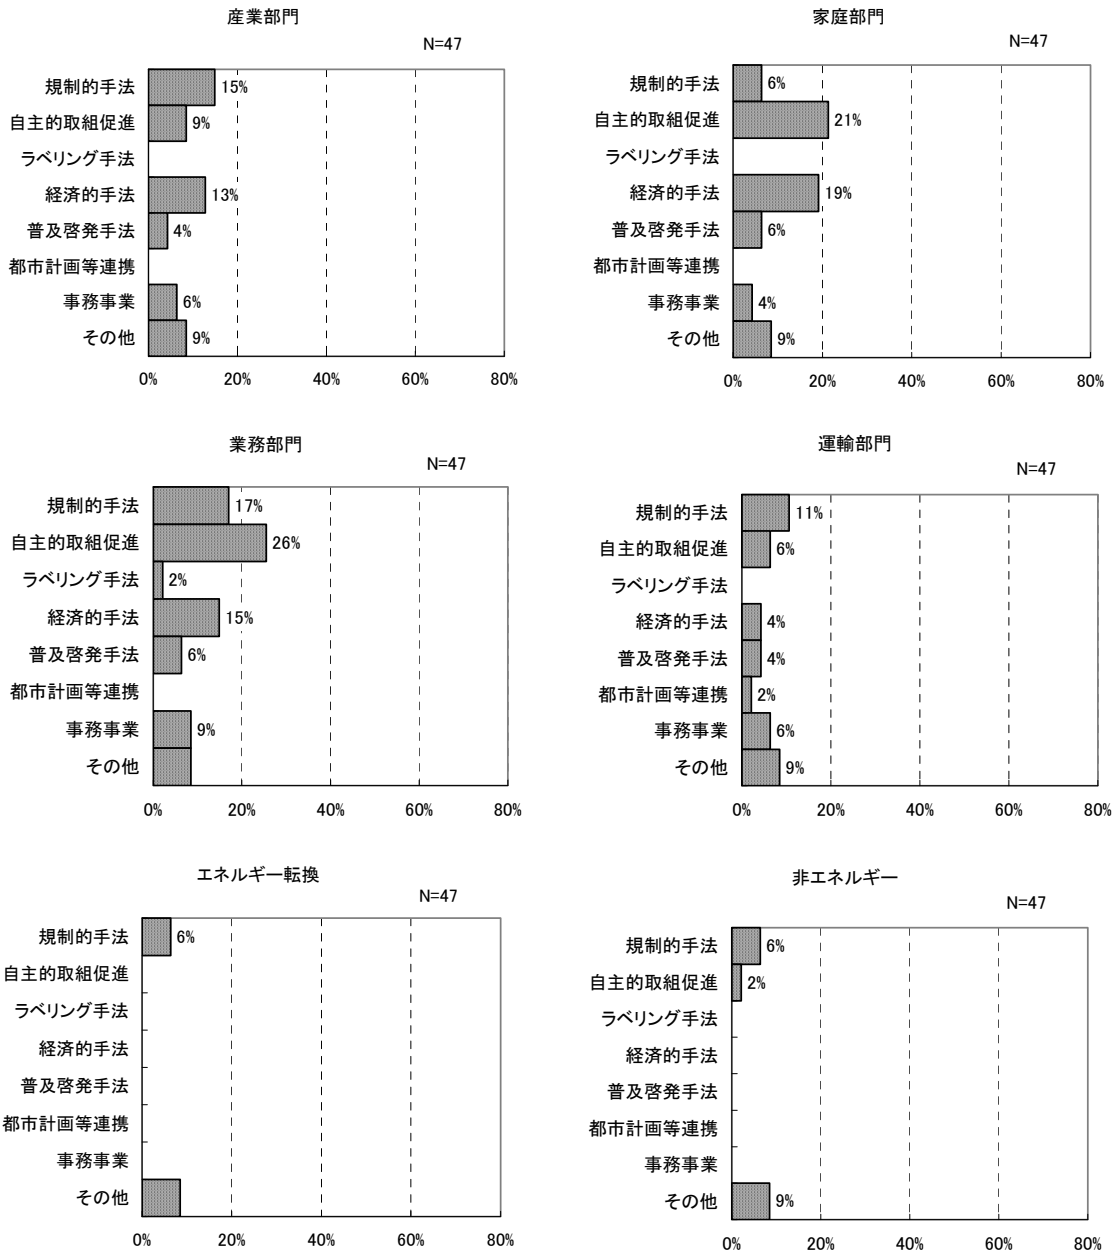 産業部門
N=47
規制的手法 15%
自主的取組促進 9%
ラベリング手法
経済的手法 13%
普及啓発手法 4%
都市計画等連携
事務事業 6%
その他 9%
0% 20% 40% 60% 80%
家庭部門
N=47
規制的手法 6%
自主的取組促進 21%
ラベリング手法
経済的手法 19%
普及啓発手法 6%
都市計画等連携
事務事業 4%
その他 9%
0% 20% 40% 60% 80%
業務部門
N=47
規制的手法 17%
自主的取組促進 26%
ラベリング手法 2%
経済的手法 15%
普及啓発手法 6%
都市計画等連携
事務事業 9%
その他
0% 20% 40% 60% 80%
運輸部門
N=47
規制的手法 11%
自主的取組促進 6%
ラベリング手法
経済的手法 4%
普及啓発手法 4%
都市計画等連携 2%
事務事業 6%
その他 9%
0% 20% 40% 60% 80%
エネルギー転換
N=47
規制的手法 6%
自主的取組促進
ラベリング手法
経済的手法
普及啓発手法
都市計画等連携
事務事業
その他
0% 20% 40% 60% 80%
非エネルギー
N=47
規制的手法 6%
自主的取組促進 2%
ラベリング手法
経済的手法
普及啓発手法
都市計画等連携
事務事業
その他 9%
0% 20% 40% 60% 80%